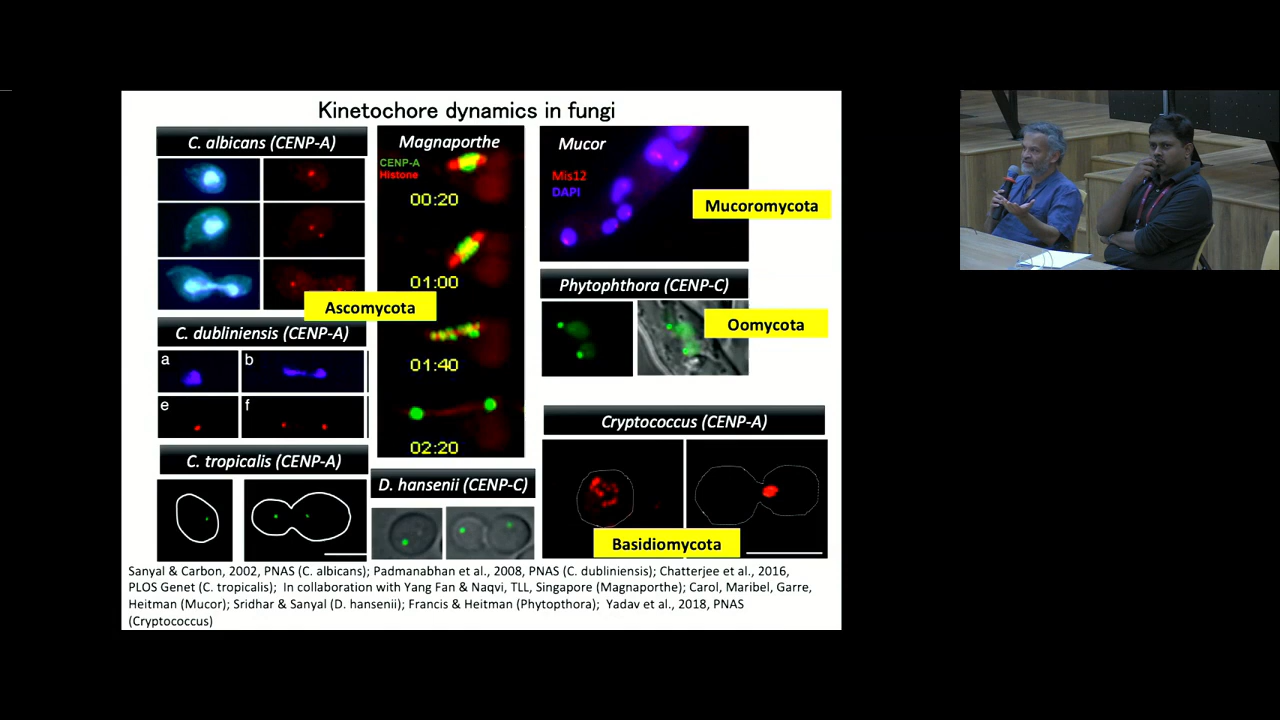 Kinetochore dynamics in fungi
C. albicans (CENP-A)
Ascomycota
C. dubliniensis (CENP-A)
a
b
e
f
C. tropicalis (CENP-A)
Magnaporthe
CENP-A
Histone
00:20
01:00
01:40
02:20
D. hansenii (CENP-C)
Mucor
Mis12
DAPI
Mucoromycota
Phytophthora (CENP-C)
Oomycota
Cryptococcus (CENP-A)
Basidiomycota
Sanyal & Carbon, 2002, PNAS (C. albicans); Padmanabhan et al., 2008, PNAS (C. dubliniensis); Chatterjee et al., 2016,
PLOS Genet (C. tropicalis);  In collaboration with Yang Fan & Naqvi, TLL, Singapore (Magnaporthe); Carol, Maribel, Garre,
Heitman (Mucor); Sridhar & Sanyal (D. hansenii); Francis & Heitman (Phytopthora);  Yadav et al., 2018, PNAS
(Cryptococcus)